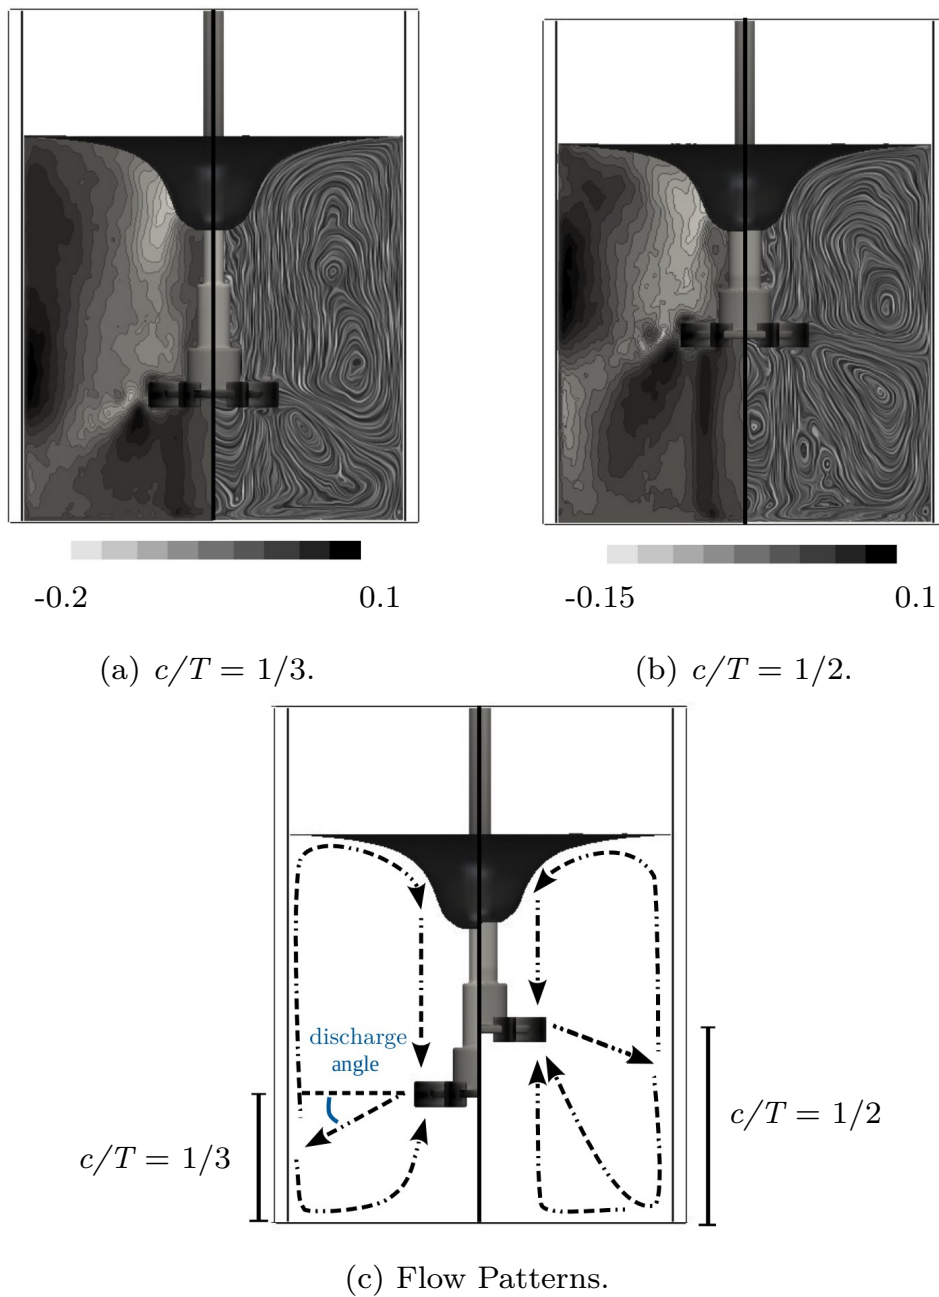 -0.2 0.1
-0.15 0.1
(a) c/T = 1/3.
(b) c/T = 1/2.
discharge
angle
c/T = 1/3
c/T = 1/2
(c) Flow Patterns.